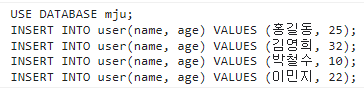 USE DATABASE mju;
INSERT INTO user(name, age) VALUES (홍길동, 25);
INSERT INTO user(name, age) VALUES (김영희, 32);
INSERT INTO user(name, age) VALUES (박철수, 10);
INSERT INTO user(name, age) VALUES (이민지, 22);